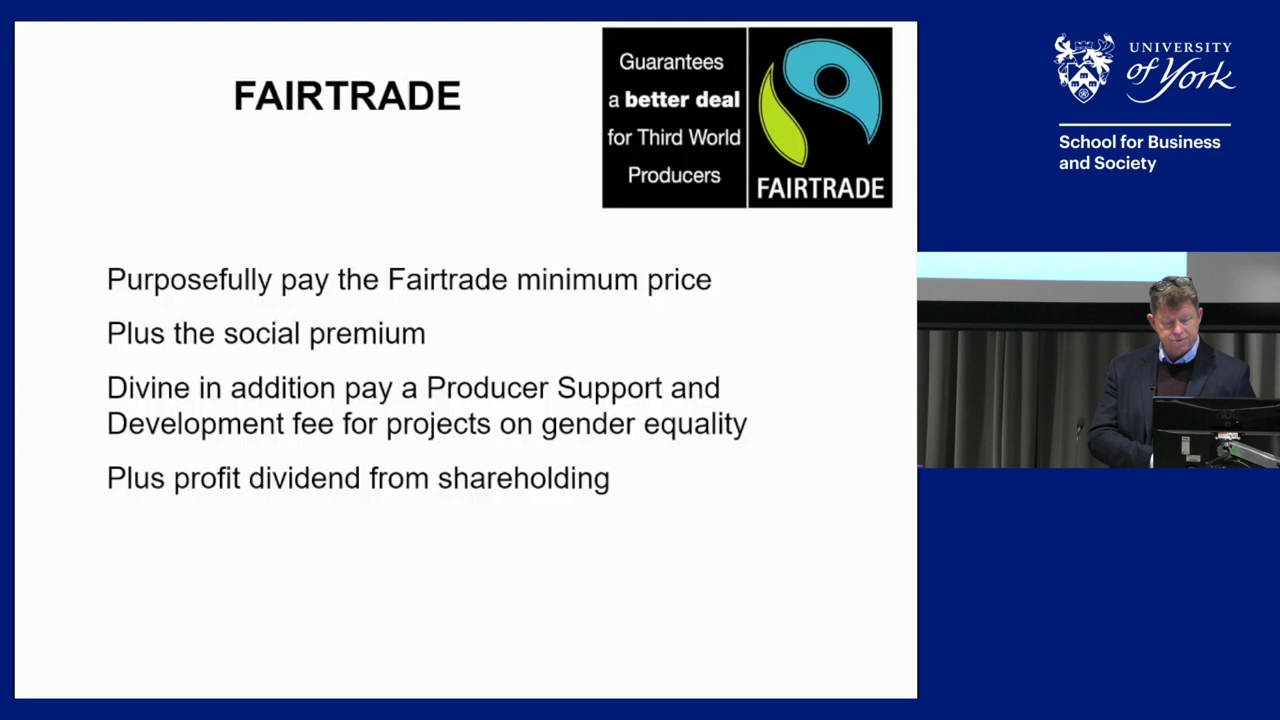 FAIRTRADE
Guarantees
a better deal
for Third World
Producers
FAIRTRADE
Purposefully pay the Fairtrade minimum price
Plus the social premium
Divine in addition pay a Producer Support and
Development fee for projects on gender equality
Plus profit dividend from shareholding
UNIVERSITY
of York
School for Business
and Society